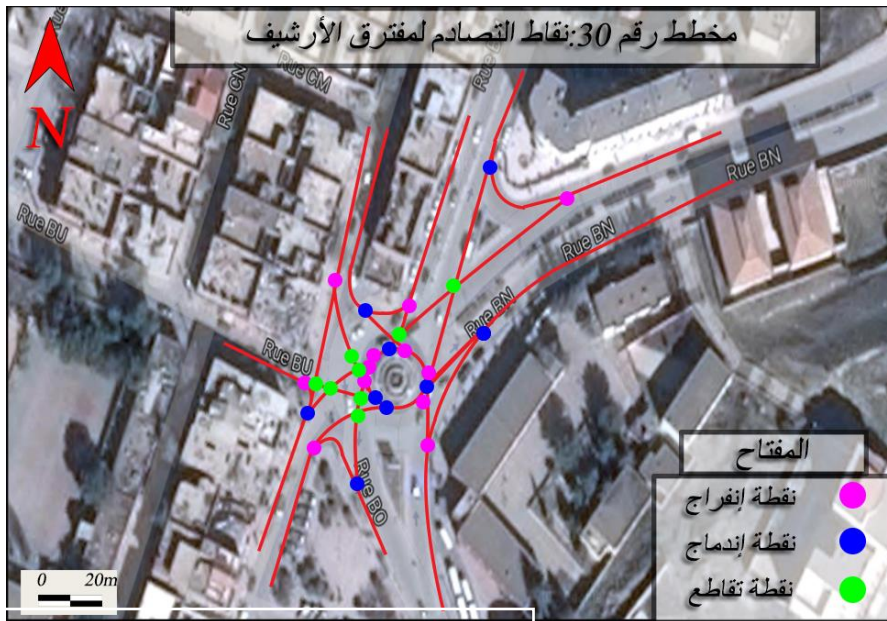 مخطط رقم 30:نقاط التصادم لمفترق الأرشيف
Rue CN
Rue CM
Rue BU
Rue BN
Rue BN
Rue BN
Rue BU
Rue BO
N
المفتاح
نقطة إنفراج
نقطة إندماج
نقطة تقاطع
0 20m